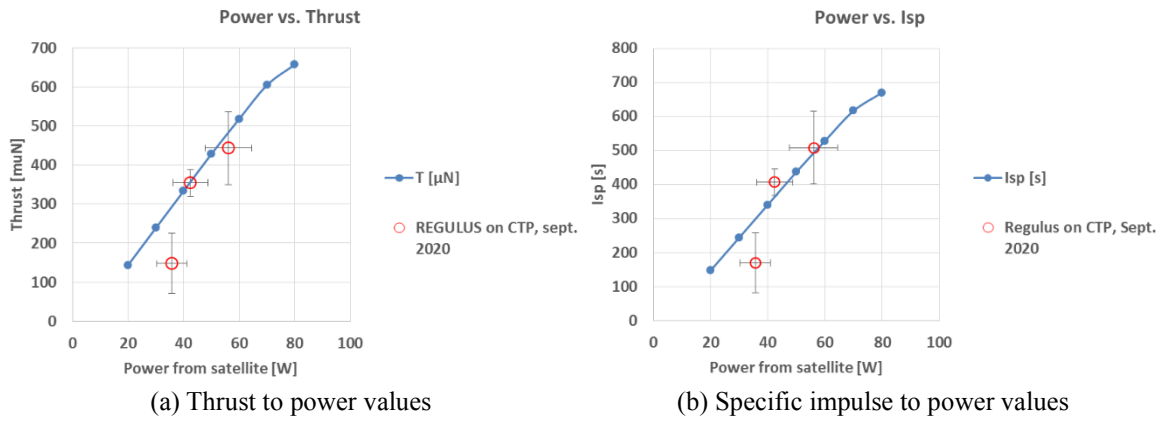 Power vs. Thrust
700
600
500
400
300
200
100
0
Thrust [muN]
0 20 40 60 80 100
Power from satellite [W]
T [µN]
REGULUS on CTP, sept.
2020
(a) Thrust to power values
Power vs. Isp
800
700
600
500
400
300
200
100
0
Isp [s]
0 20 40 60 80 100
Power from satellite [W]
Isp [s]
Regulus on CTP, Sept.
2020
(b) Specific impulse to power values